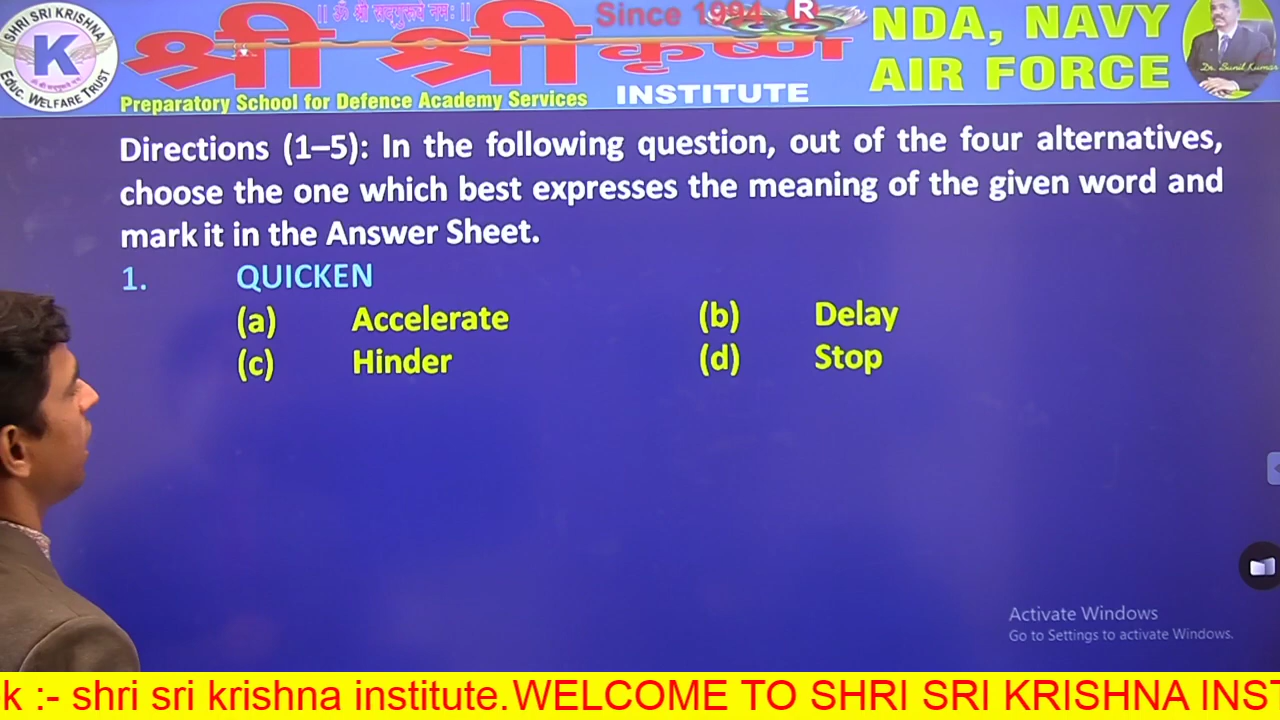 || ॐ श्री सद्गुरूवे नमः ||
Since 1994 R
SHRI SRI KRISHNA
K
Educ. WELFARE TRUST
श्री श्री कृष्ण
INSTITUTE
Preparatory School for Defence Academy Services
NDA, NAVY
AIR FORCE
Dr. Sunil Kumar
Directions (1–5): In the following question, out of the four alternatives,
choose the one which best expresses the meaning of the given word and
mark it in the Answer Sheet.
1. QUICKEN
(a) Accelerate (b) Delay
(c) Hinder (d) Stop
Activate Windows
Go to Settings to activate Windows.
k :- shri sri krishna institute.WELCOME TO SHRI SRI KRISHNA INST